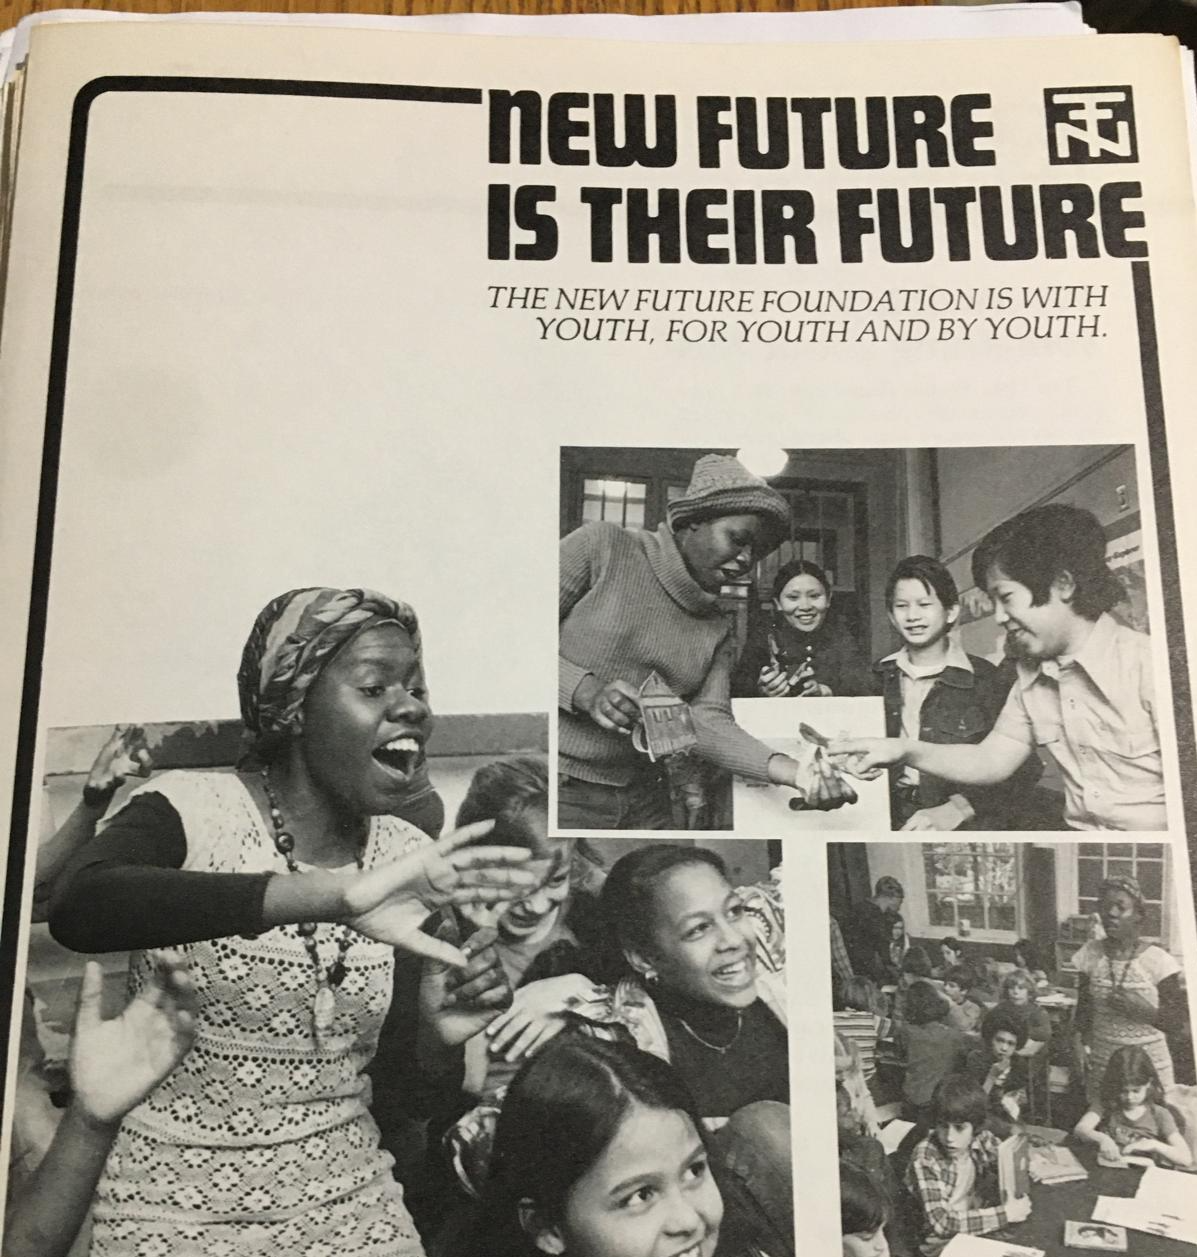 NEW FUTURE
IS THEIR FUTURE
THE NEW FUTURE FOUNDATION IS WITH
YOUTH, FOR YOUTH AND BY YOUTH.